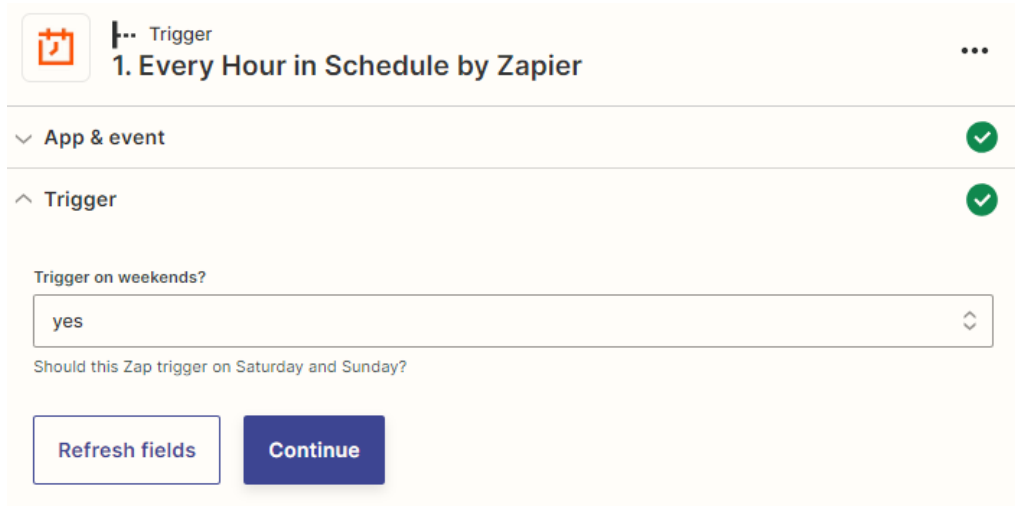 Trigger
1. Every Hour in Schedule by Zapier
App & event
Trigger
Trigger on weekends?
yes
Should this Zap trigger on Saturday and Sunday?
Refresh fields
Continue